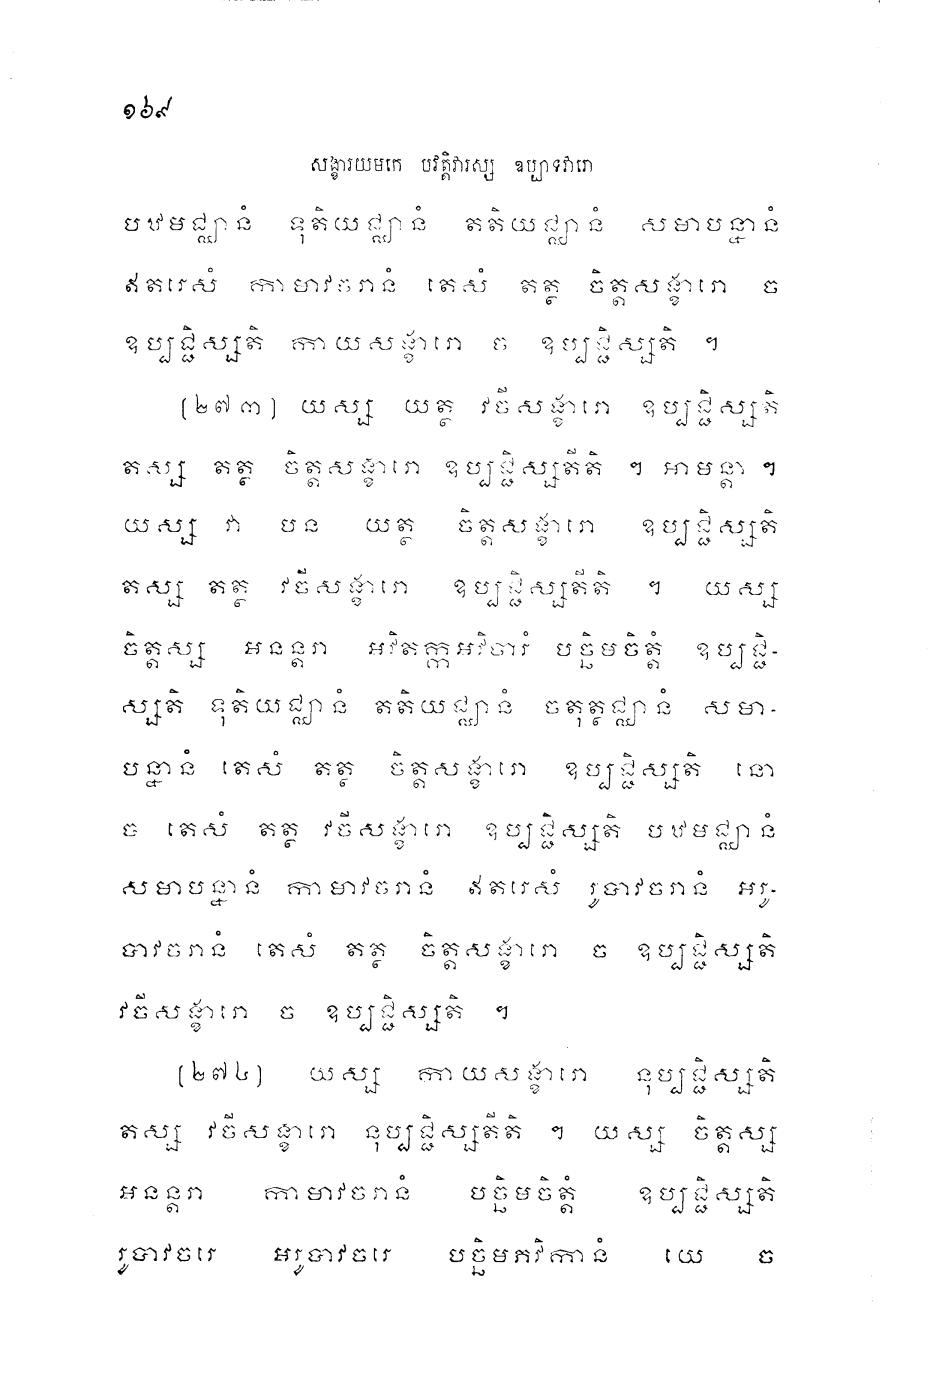 ១៦៩
សង្ខារយមកេ បវត្តិវារស្ស ឧប្បាទវារោ
បឋមជ្ឈានំ ទុតិយជ្ឈានំ តតិយជ្ឈានំ សមាបន្នានំ
ឥតរេសំ កាមាវចរានំ តេសំ តត្ថ ចិត្តសង្ខារោ ច
ឧប្បជ្ជិស្សតិ កាយសង្ខារោ ច ឧប្បជ្ជិស្សតិ ។
[២៧៣] យស្ស យត្ថ វចីសង្ខារោ ឧប្បជ្ជិស្សតិ
តស្ស តត្ថ ចិត្តសង្ខារោ ឧប្បជ្ជិស្សតីតិ ។ អាមន្តា ។
យស្ស វា បន យត្ថ ចិត្តសង្ខារោ ឧប្បជ្ជិស្សតិ
តស្ស តត្ថ វចីសង្ខារោ ឧប្បជ្ជិស្សតីតិ ។ យស្ស
ចិត្តស្ស អនន្តរា អវិតក្កអវិចារំ បច្ឆិមចិត្តំ ឧប្បជ្ជិ-
ស្សតិ ទុតិយជ្ឈានំ តតិយជ្ឈានំ ចតុត្ថជ្ឈានំ សមា-
បន្នានំ តេសំ តត្ថ ចិត្តសង្ខារោ ឧប្បជ្ជិស្សតិ នោ
ច តេសំ តត្ថ វចីសង្ខារោ ឧប្បជ្ជិស្សតិ បឋមជ្ឈានំ
សមាបន្នានំ កាមាវចរានំ ឥតរេសំ រូបាវចរានំ អរូ-
បាវចរានំ តេសំ តត្ថ ចិត្តសង្ខារោ ច ឧប្បជ្ជិស្សតិ
វចីសង្ខារោ ច ឧប្បជ្ជិស្សតិ ។
[២៧៤] យស្ស កាយសង្ខារោ នុប្បជ្ជិស្សតិ
តស្ស វចីសង្ខារោ នុប្បជ្ជិស្សតីតិ ។ យស្ស ចិត្តស្ស
អនន្តរា កាមាវចរានំ បច្ឆិមចិត្តំ ឧប្បជ្ជិស្សតិ
រូបាវចរេ អរូបាវចរេ បច្ឆិមភវិកានំ យេ ច